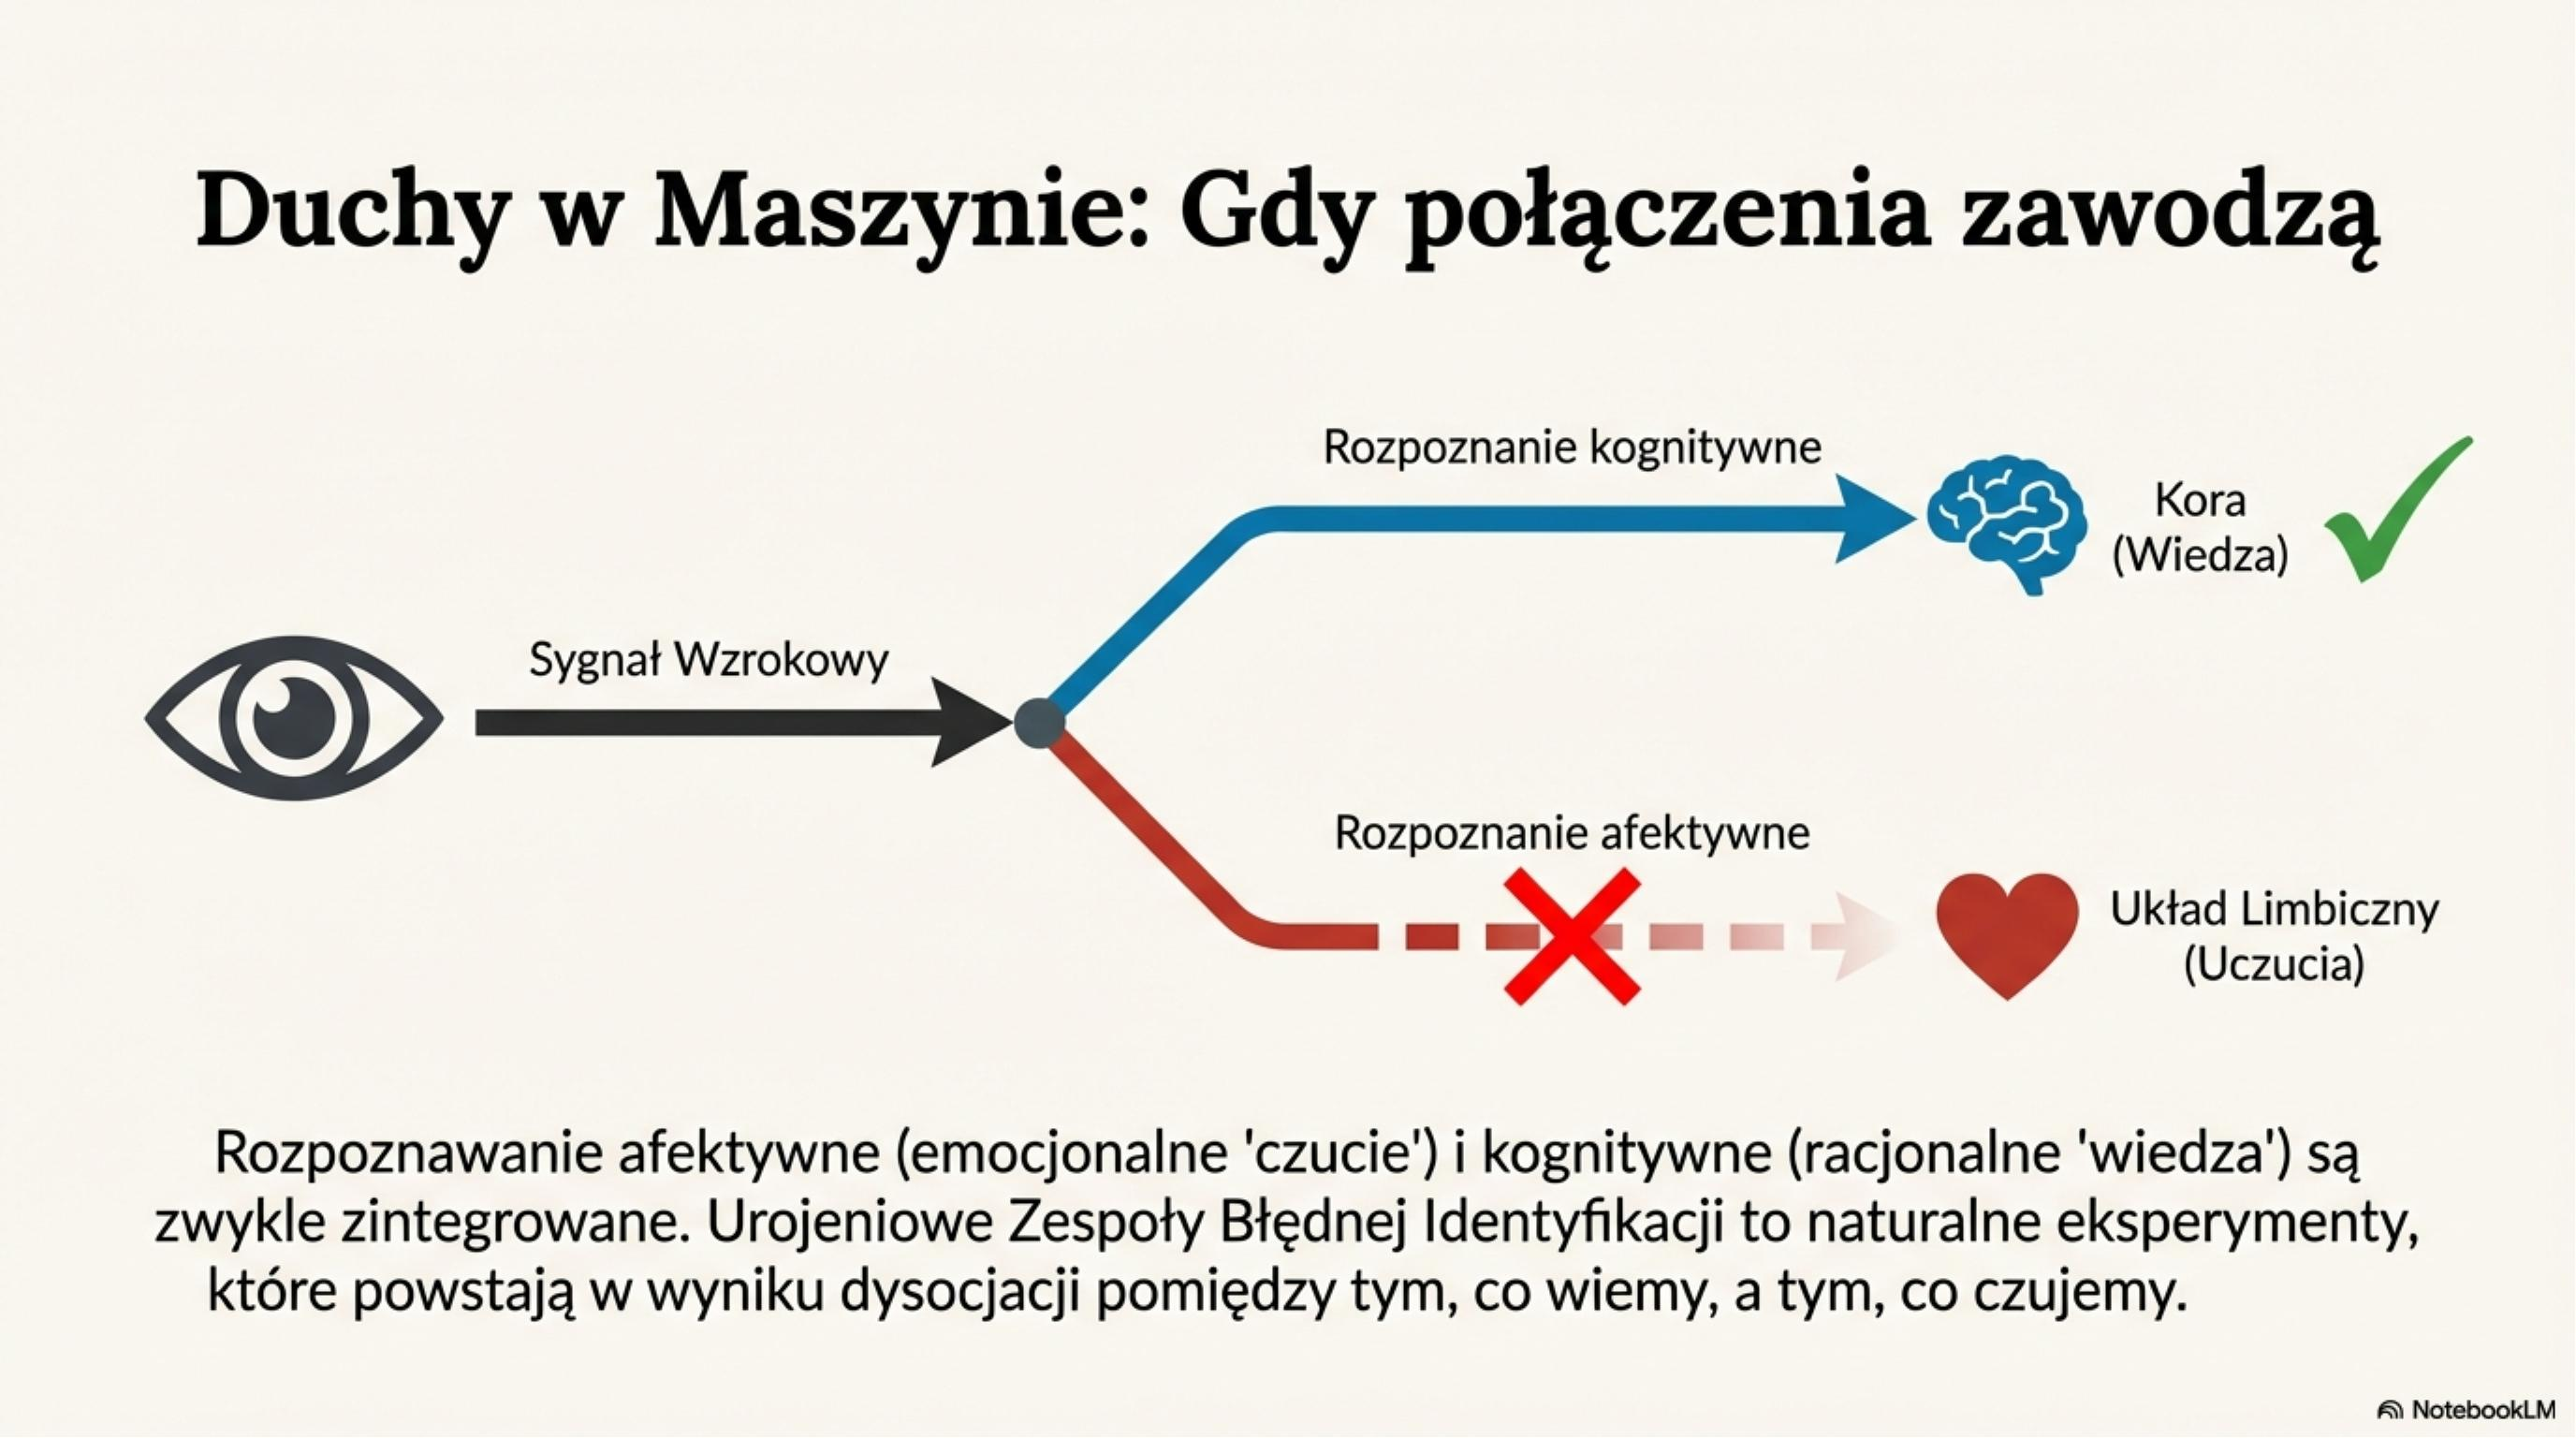 Duchy w Maszynie: Gdy połączenia zawodzą
Rozpoznanie kognitywne
Kora
(Wiedza)
Sygnał Wzrokowy
Rozpoznanie afektywne
Układ Limbiczny
(Uczucia)
Rozpoznawanie afektywne (emocjonalne 'czucie') i kognitywne (racjonalne 'wiedza') są
zwykle zintegrowane. Urojeniowe Zespoły Błędnej Identyfikacji to naturalne eksperymenty,
które powstają w wyniku dysocjacji pomiędzy tym, co wiemy, a tym, co czujemy.
NotebookLM